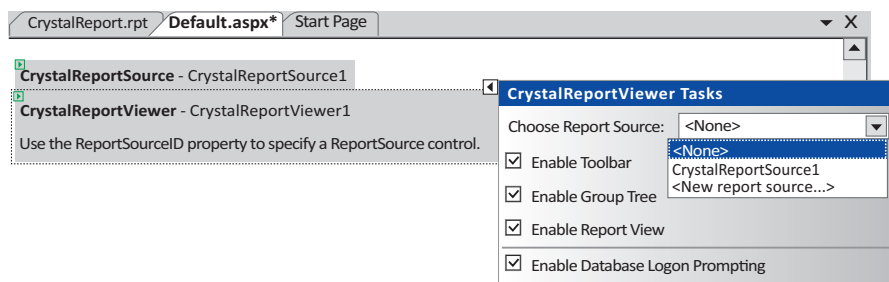 CrystalReport.rpt Default.aspx* Start Page X
CrystalReportSource - CrystalReportSource1
CrystalReportViewer - CrystalReportViewer1
Use the ReportSourceID property to specify a ReportSource control.
CrystalReportViewer Tasks
Choose Report Source: <None>
<None>
CrystalReportSource1
<New report source...>
Enable Toolbar
Enable Group Tree
Enable Report View
Enable Database Logon Prompting